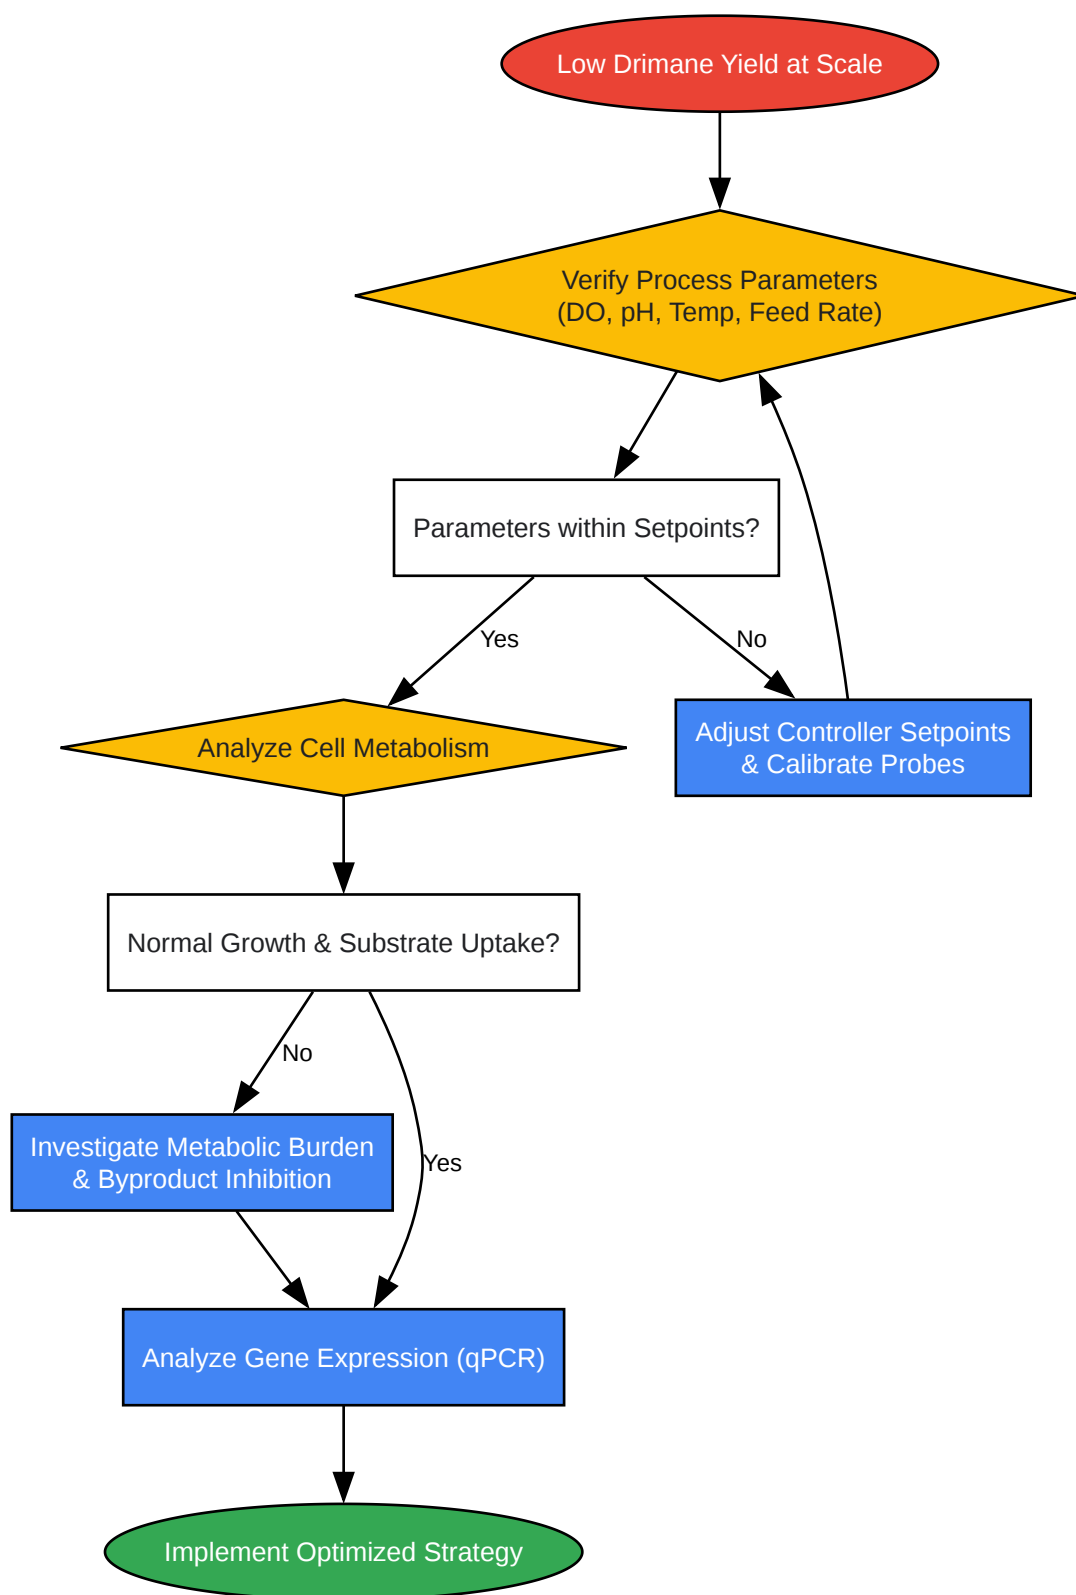 Low Drimane Yield at Scale
Verify Process Parameters
(DO, pH, Temp, Feed Rate)
Parameters within Setpoints?
Yes
No
Analyze Cell Metabolism
Adjust Controller Setpoints
& Calibrate Probes
Normal Growth & Substrate Uptake?
No
Yes
Investigate Metabolic Burden
& Byproduct Inhibition
Analyze Gene Expression (qPCR)
Implement Optimized Strategy